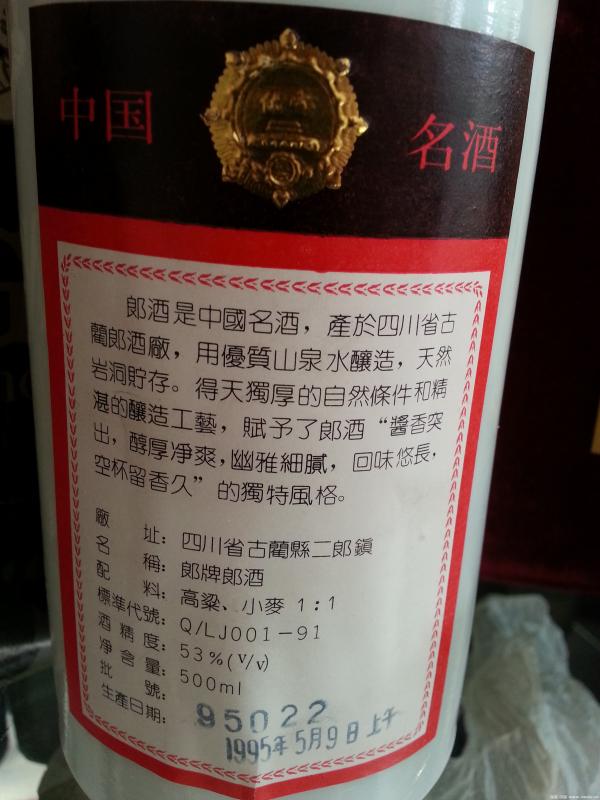 中国
名酒
郎酒是中國名酒，產於四川省古
藺郎酒廠，用優質山泉水釀造，天然
岩洞貯存。得天獨厚的自然條件和精
湛的釀造工藝，賦予了郎酒“醬香突
出，醇厚净爽，幽雅細膩，回味悠長，
空杯留香久”的獨特風格。
廠址：四川省古藺縣二郎鎮
名稱：郎牌郎酒
配料：高粱、小麥 1：1
標準代號：Q/LJ001-91
酒精度：53%(V/V)
净含量：500ml
批號：95022
生產日期：1995年5月9日上午